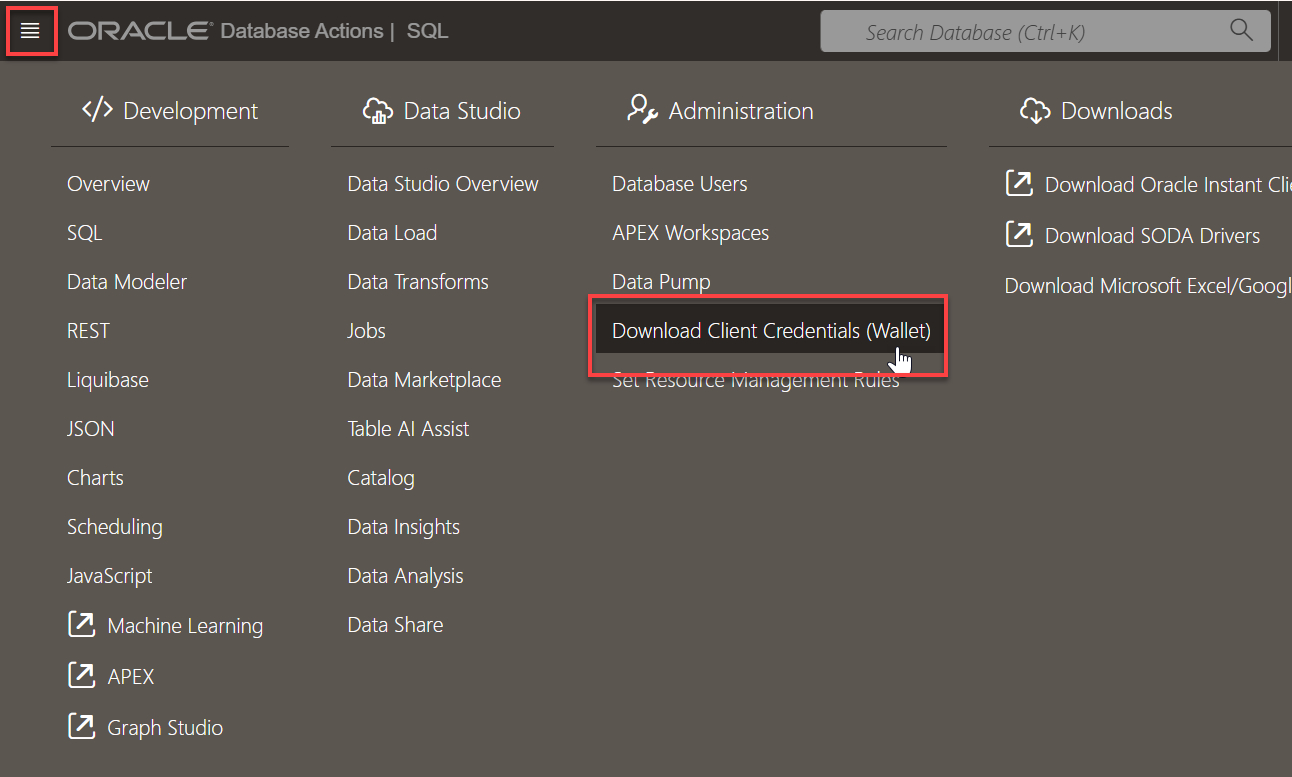 ORACLE Database Actions | SQL
Search Database (Ctrl+K)
Development
Overview
SQL
Data Modeler
REST
Liquibase
JSON
Charts
Scheduling
JavaScript
Machine Learning
APEX
Graph Studio
Data Studio
Data Studio Overview
Data Load
Data Transforms
Jobs
Data Marketplace
Table AI Assist
Catalog
Data Insights
Data Analysis
Data Share
Administration
Database Users
APEX Workspaces
Data Pump
Download Client Credentials (Wallet)
Set Resource Management Rules
Downloads
Download Oracle Instant Cli
Download SODA Drivers
Download Microsoft Excel/Googl